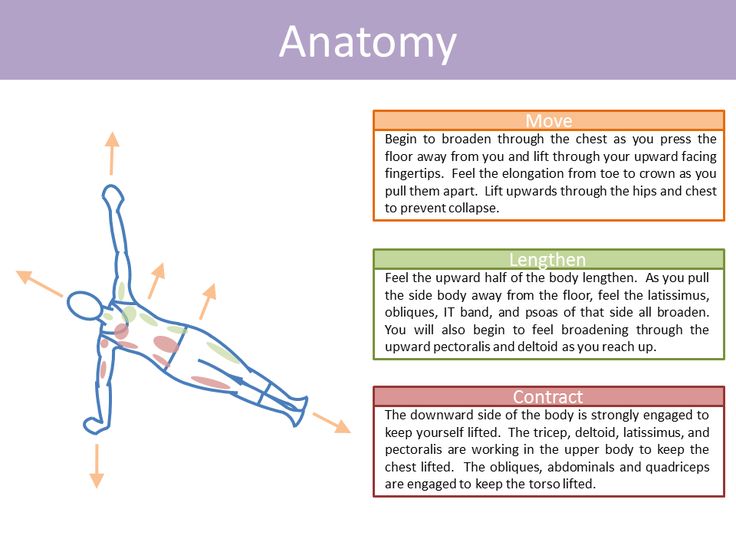 Anatomy
Move
Begin to broaden through the chest as you press the
floor away from you and lift through your upward facing
fingertips. Feel the elongation from toe to crown as you
pull them apart. Lift upwards through the hips and chest
to prevent collapse.
Lengthen
Feel the upward half of the body lengthen. As you pull
the side body away from the floor, feel the latissimus,
obliques, IT band, and psoas of that side all broaden.
You will also begin to feel broadening through the
upward pectoralis and deltoid as you reach up.
Contract
The downward side of the body is strongly engaged to
keep yourself lifted. The tricep, deltoid, latissimus, and
pectoralis are working in the upper body to keep the
chest lifted. The obliques, abdominals and quadriceps
are engaged to keep the torso lifted.